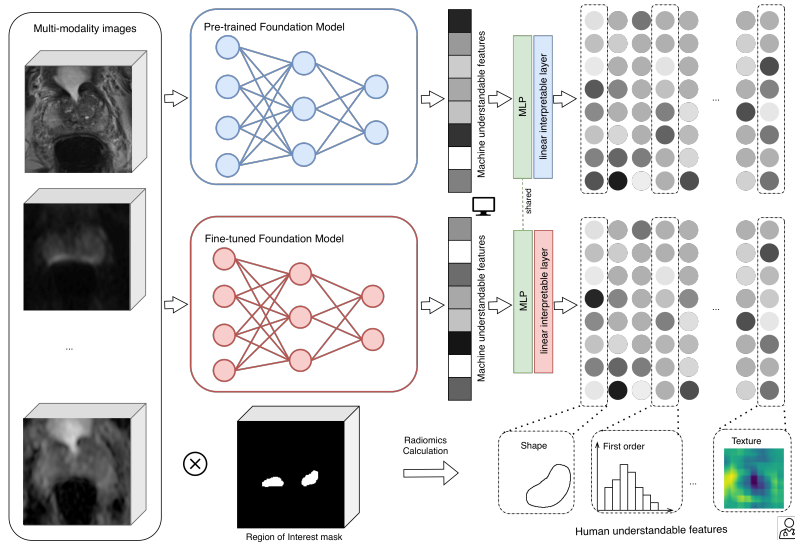 Multi-modality images
...
Pre-trained Foundation Model
Machine understandable features
MLP
linear interpretable layer
...
shared
Fine-tuned Foundation Model
Machine understandable features
MLP
linear interpretable layer
...
Region of Interest mask
Radiomics
Calculation
Shape
First order
...
Texture
Human understandable features